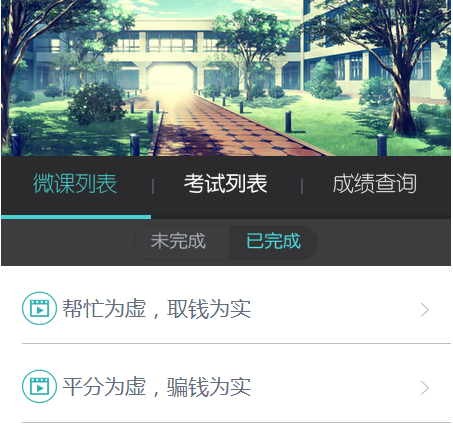 微课列表 | 考试列表 | 成绩查询
未完成 已完成
帮忙为虚，取钱为实
平分为虚，骗钱为实